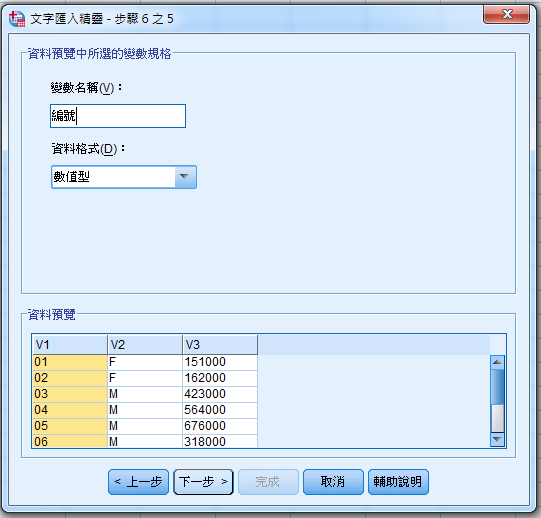 文字匯入精靈 - 步驟 6 之 5
資料預覽中所選的變數規格
變數名稱(V)：
編號
資料格式(D)：
數值型
資料預覽
V1 V2 V3
01 F 151000
02 F 162000
03 M 423000
04 M 564000
05 M 676000
06 M 318000
< 上一步 下一步 > 完成 取消 輔助說明